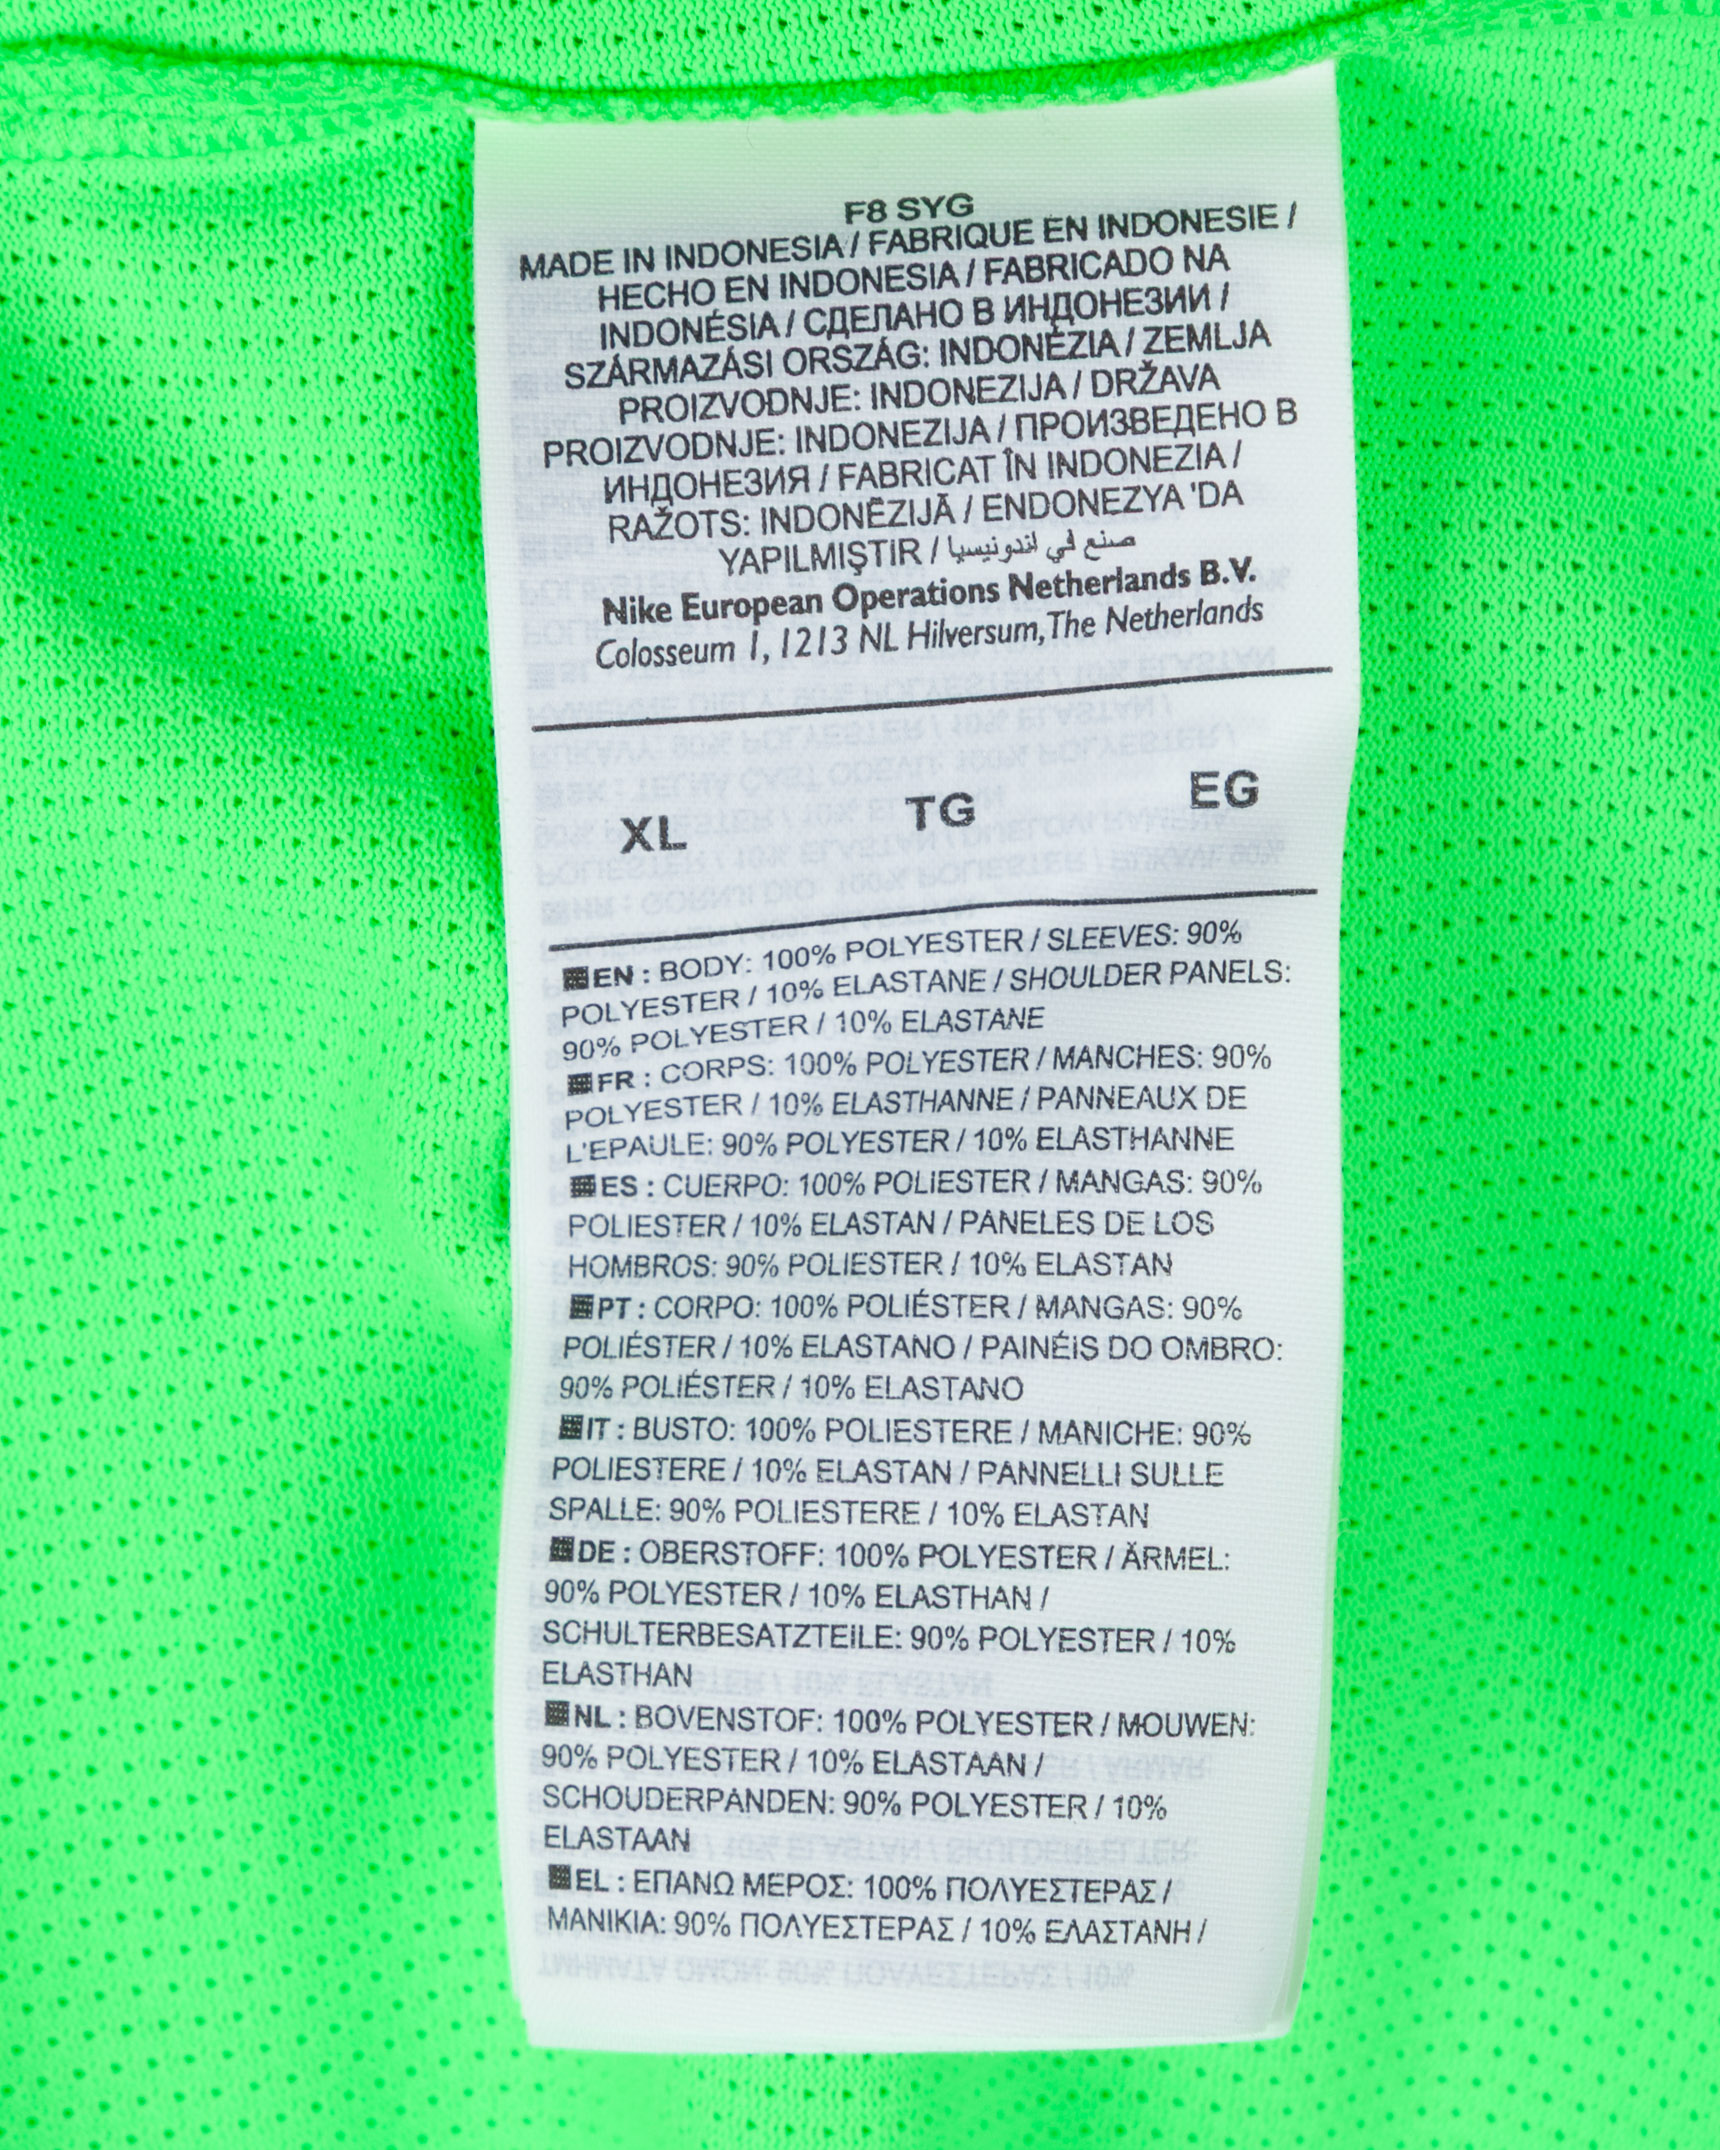 F8 SYG
MADE IN INDONESIA / FABRIQUE EN INDONESIE /
HECHO EN INDONESIA / FABRICADO NA
INDONÉSIA / СДЕЛАНО В ИНДОНЕЗИИ /
SZÁRMAZÁSI ORSZÁG: INDONÉZIA / ZEMLJA
PROIZVODNJE: INDONEZIJA / DRŽAVA
PROIZVODNJE: INDONEZIJA / ПРОИЗВЕДЕНО В
ИНДОНЕЗИЯ / FABRICAT ÎN INDONEZIA /
RAŽOTS: INDONĒZIJĀ / ENDONEZYA 'DA
YAPILMIŞTIR / صنع في اندونيسيا
Nike European Operations Netherlands B.V.
Colosseum 1, 1213 NL Hilversum, The Netherlands
XL TG EG
EN : BODY: 100% POLYESTER / SLEEVES: 90%
POLYESTER / 10% ELASTANE / SHOULDER PANELS:
90% POLYESTER / 10% ELASTANE
FR : CORPS: 100% POLYESTER / MANCHES: 90%
POLYESTER / 10% ELASTHANNE / PANNEAUX DE
L'EPAULE: 90% POLYESTER / 10% ELASTHANNE
ES : CUERPO: 100% POLIESTER / MANGAS: 90%
POLIESTER / 10% ELASTAN / PANELES DE LOS
HOMBROS: 90% POLIESTER / 10% ELASTAN
PT : CORPO: 100% POLIÉSTER / MANGAS: 90%
POLIÉSTER / 10% ELASTANO / PAINÉIS DO OMBRO:
90% POLIÉSTER / 10% ELASTANO
IT : BUSTO: 100% POLIESTERE / MANICHE: 90%
POLIESTERE / 10% ELASTAN / PANNELLI SULLE
SPALLE: 90% POLIESTERE / 10% ELASTAN
DE : OBERSTOFF: 100% POLYESTER / ÄRMEL:
90% POLYESTER / 10% ELASTHAN /
SCHULTERBESATZTEILE: 90% POLYESTER / 10%
ELASTHAN
NL : BOVENSTOF: 100% POLYESTER / MOUWEN:
90% POLYESTER / 10% ELASTAAN /
SCHOUDERPANDEN: 90% POLYESTER / 10%
ELASTAAN
EL : ΕΠΑΝΩ ΜΕΡΟΣ: 100% ΠΟΛΥΕΣΤΕΡΑΣ /
ΜΑΝΙΚΙΑ: 90% ΠΟΛΥΕΣΤΕΡΑΣ / 10% ΕΛΑΣΤΑΝΗ /